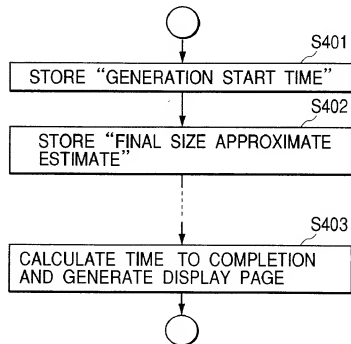 S401
STORE “GENERATION START TIME”
S402
STORE “FINAL SIZE APPROXIMATE
ESTIMATE”
S403
CALCULATE TIME TO COMPLETION
AND GENERATE DISPLAY PAGE